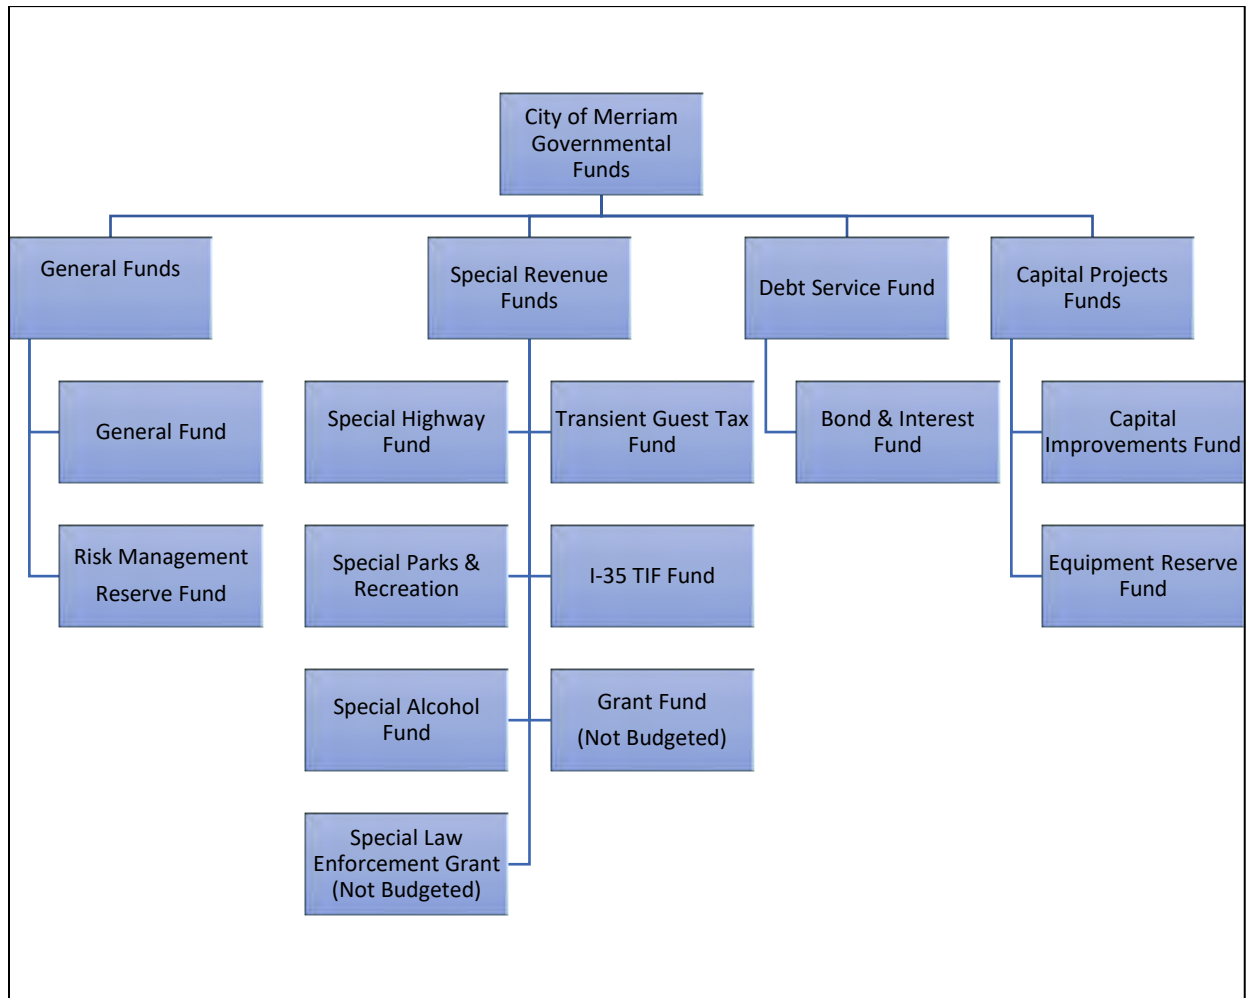 City of Merriam
Governmental
Funds
General Funds
Special Revenue
Funds
Debt Service Fund
Capital Projects
Funds
General Fund
Risk Management
Reserve Fund
Special Highway
Fund
Transient Guest Tax
Fund
Special Parks &
Recreation
I-35 TIF Fund
Special Alcohol
Fund
Grant Fund
(Not Budgeted)
Special Law
Enforcement Grant
(Not Budgeted)
Bond & Interest
Fund
Capital
Improvements Fund
Equipment Reserve
Fund